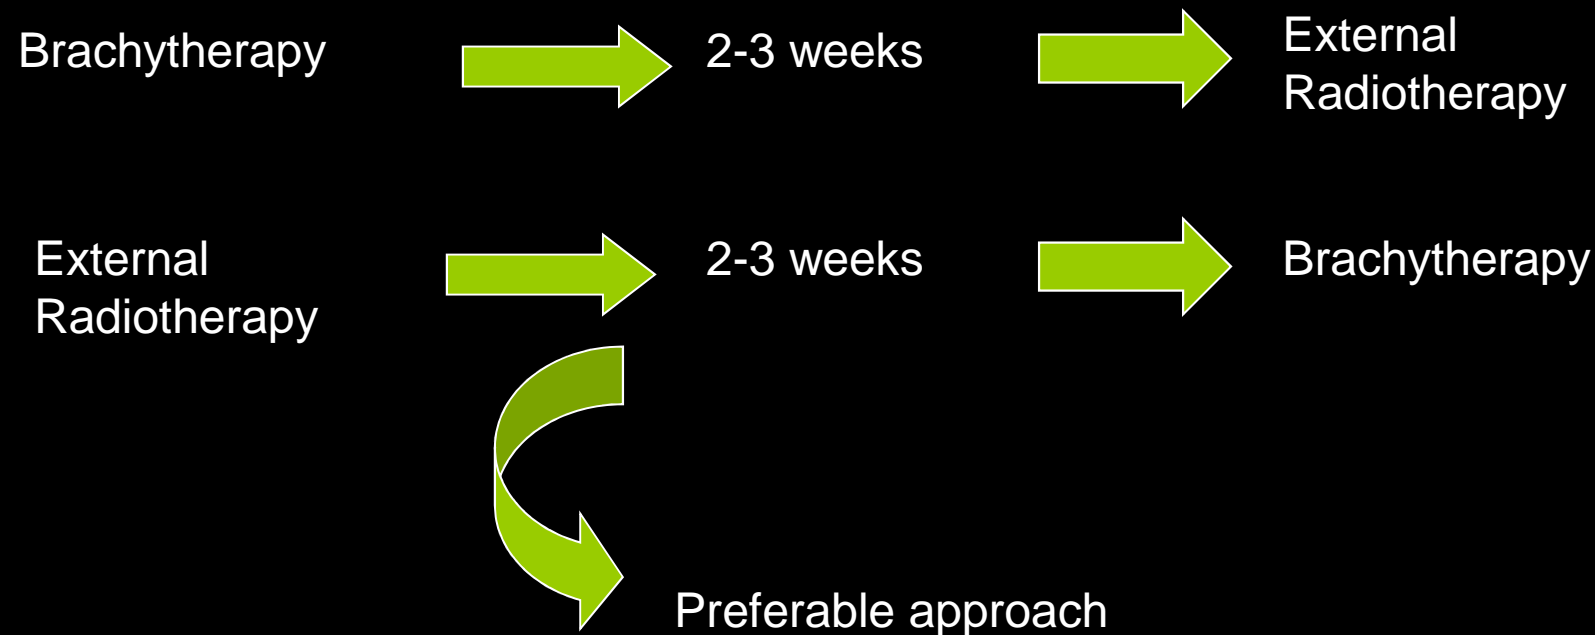 Brachytherapy
2-3 weeks
External
Radiotherapy
External
Radiotherapy
2-3 weeks
Brachytherapy
Preferable approach